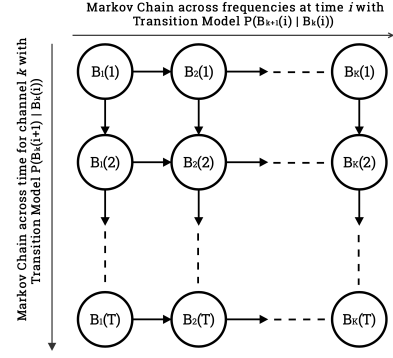 Markov Chain across frequencies at time i with
Transition Model P(Bₖ₊₁(i) | Bₖ(i))
Markov Chain across time for channel k with
Transition Model P(Bₖ(i+1) | Bₖ(i))
B₁(1) B₂(1) Bₖ(1)
B₁(2) B₂(2) Bₖ(2)
B₁(T) B₂(T) Bₖ(T)